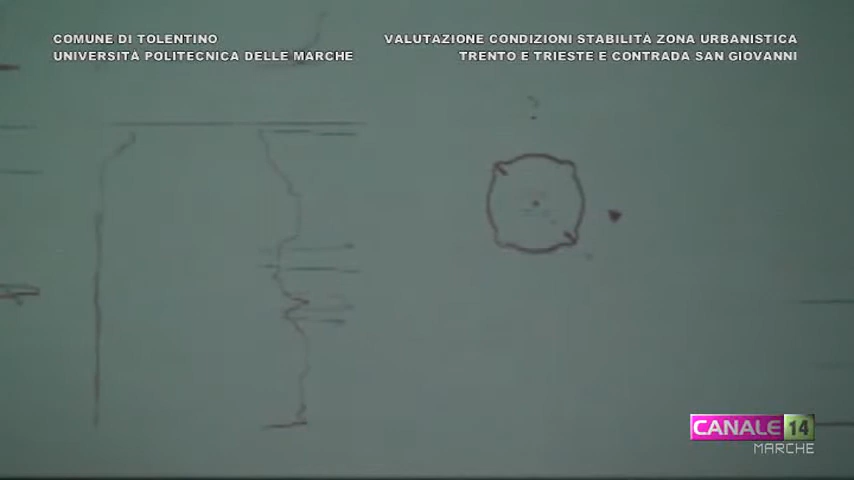 COMUNE DI TOLENTINO
UNIVERSITÀ POLITECNICA DELLE MARCHE
VALUTAZIONE CONDIZIONI STABILITÀ ZONA URBANISTICA
TRENTO E TRIESTE E CONTRADA SAN GIOVANNI
CANALE 14
MARCHE